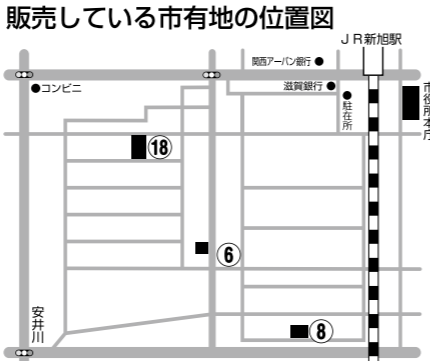 販売している市有地の位置図
JR新旭駅
関西アーバン銀行●
●コンビニ
滋賀銀行●
●駐在所
市役所本庁
⑱
⑥
安井川
⑧